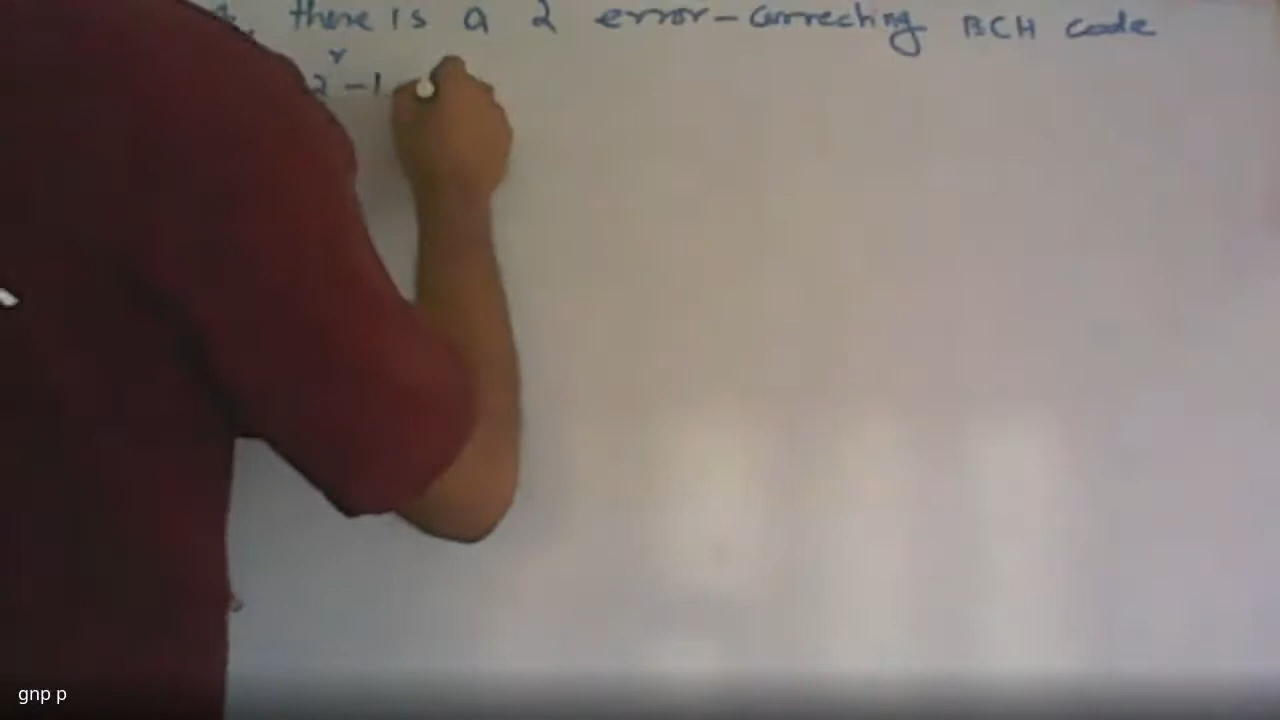 there is a 2 error-correcting BCH code
2^r -1
gnp p